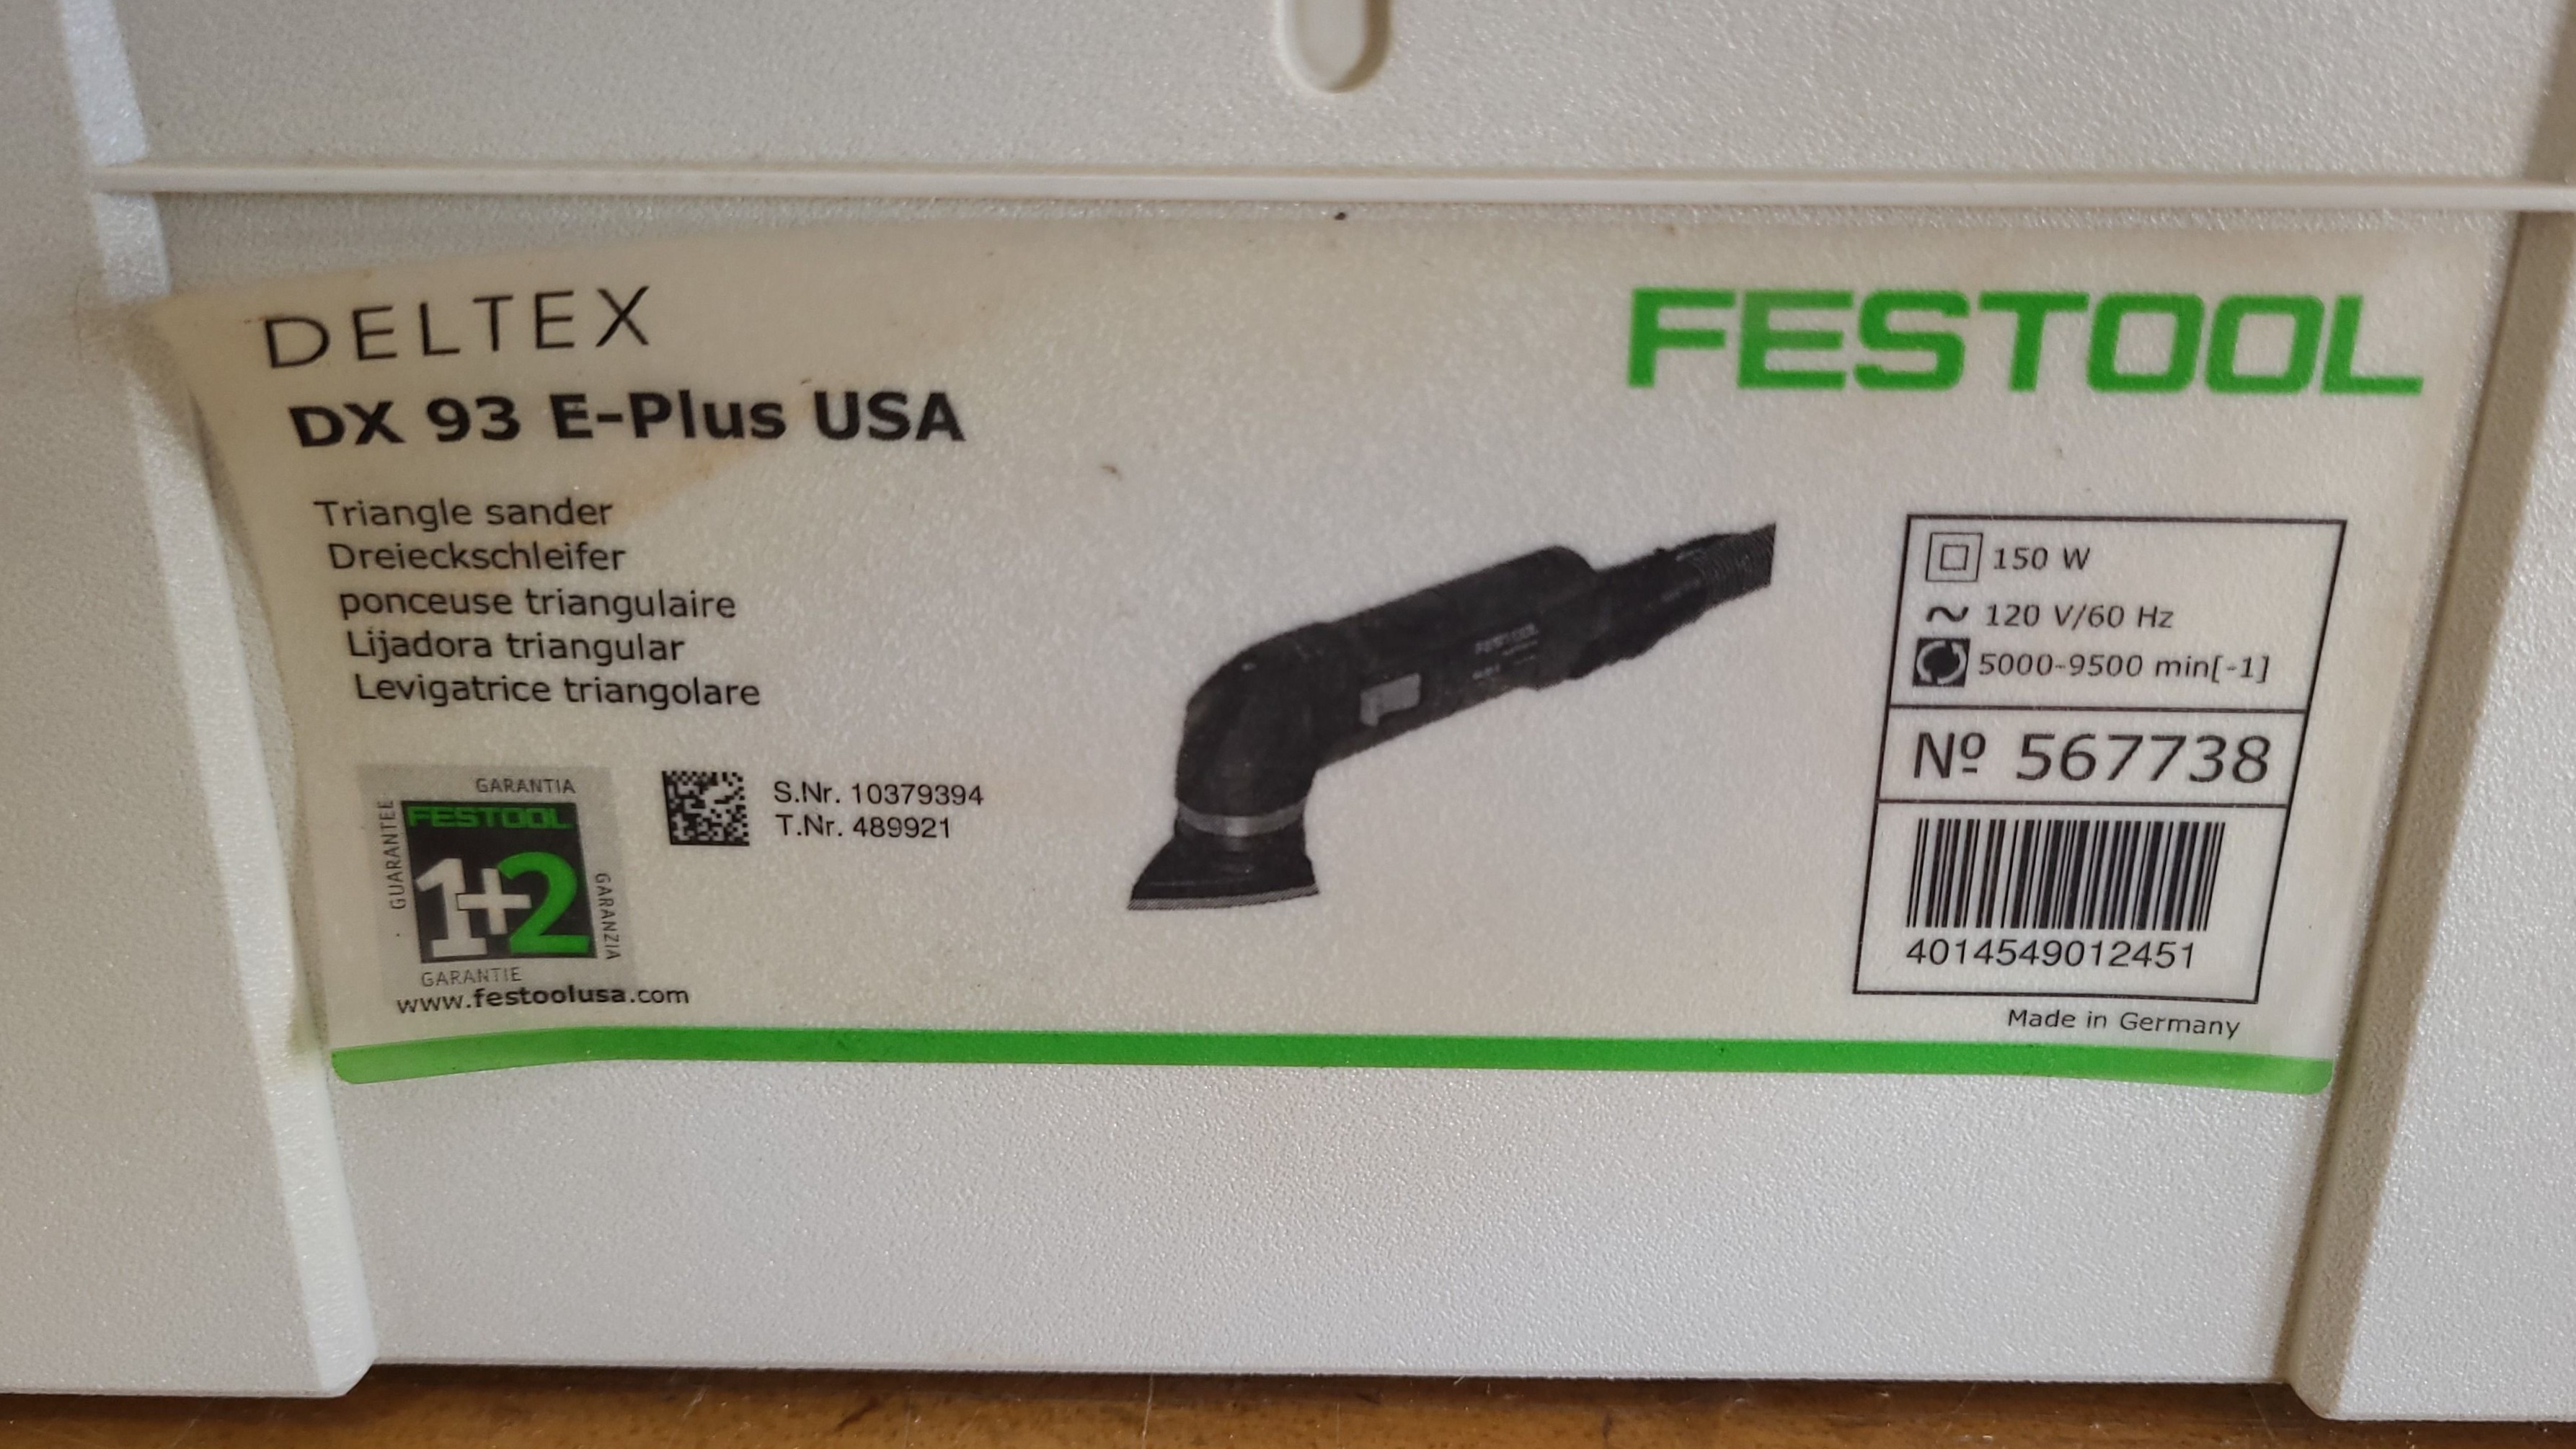 DELTEX
FESTOOL
DX 93 E-Plus USA
Triangle sander
Dreieckschleifer
ponceuse triangulaire
Lijadora triangular
Levigatrice triangolare
150 W
~ 120 V/60 Hz
5000-9500 min[-1]
Nº 567738
4014549012451
Made in Germany
S.Nr. 10379394
T.Nr. 489921
GARANTIA
GUARANTEE
FESTOOL
1+2
GARANZIA
GARANTIE
www.festoolusa.com
FESTOOL